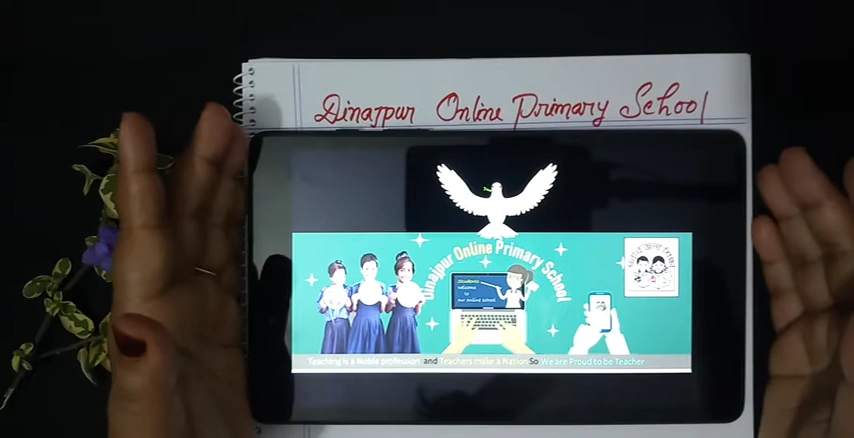 Dinajpur Online Primary School
Dinajpur Online Primary School
Students
welcome
to
our online school
Teaching is a Noble profession and Teachers make a Nation So We are Proud to be Teacher